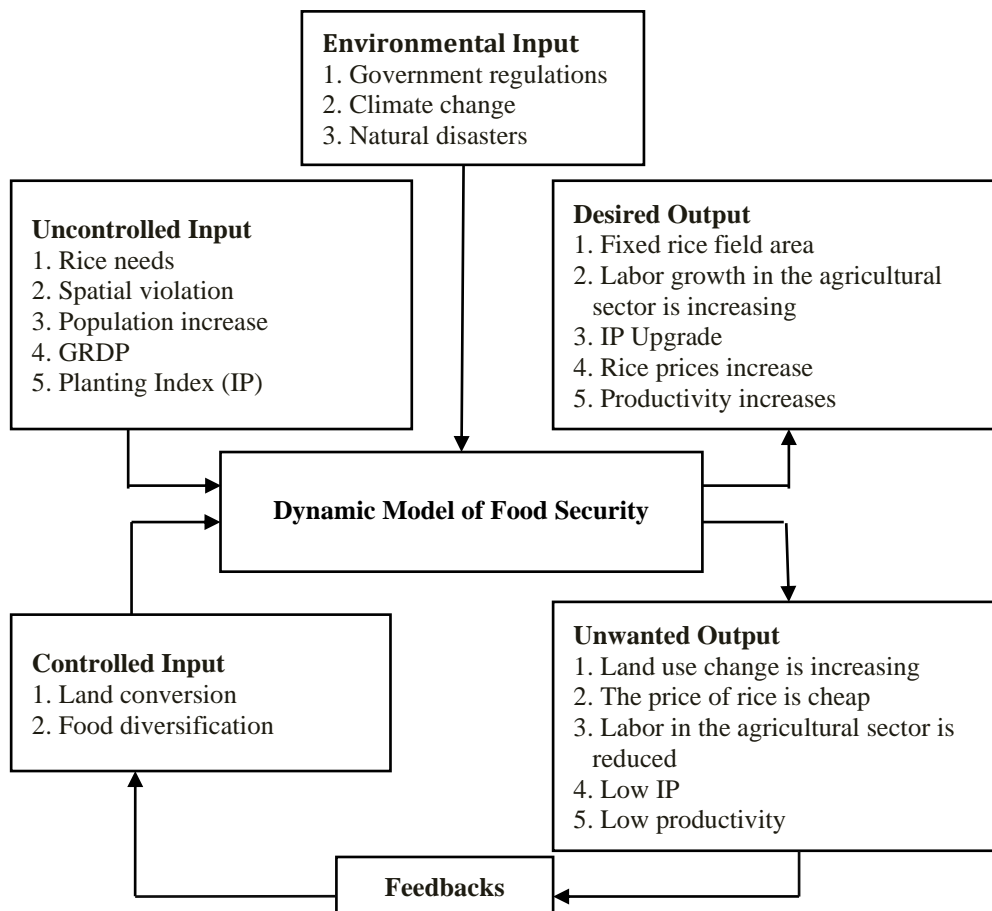 Environmental Input
1. Government regulations
2. Climate change
3. Natural disasters
Uncontrolled Input
1. Rice needs
2. Spatial violation
3. Population increase
4. GRDP
5. Planting Index (IP)
Desired Output
1. Fixed rice field area
2. Labor growth in the agricultural
sector is increasing
3. IP Upgrade
4. Rice prices increase
5. Productivity increases
Dynamic Model of Food Security
Controlled Input
1. Land conversion
2. Food diversification
Unwanted Output
1. Land use change is increasing
2. The price of rice is cheap
3. Labor in the agricultural sector is
reduced
4. Low IP
5. Low productivity
Feedbacks